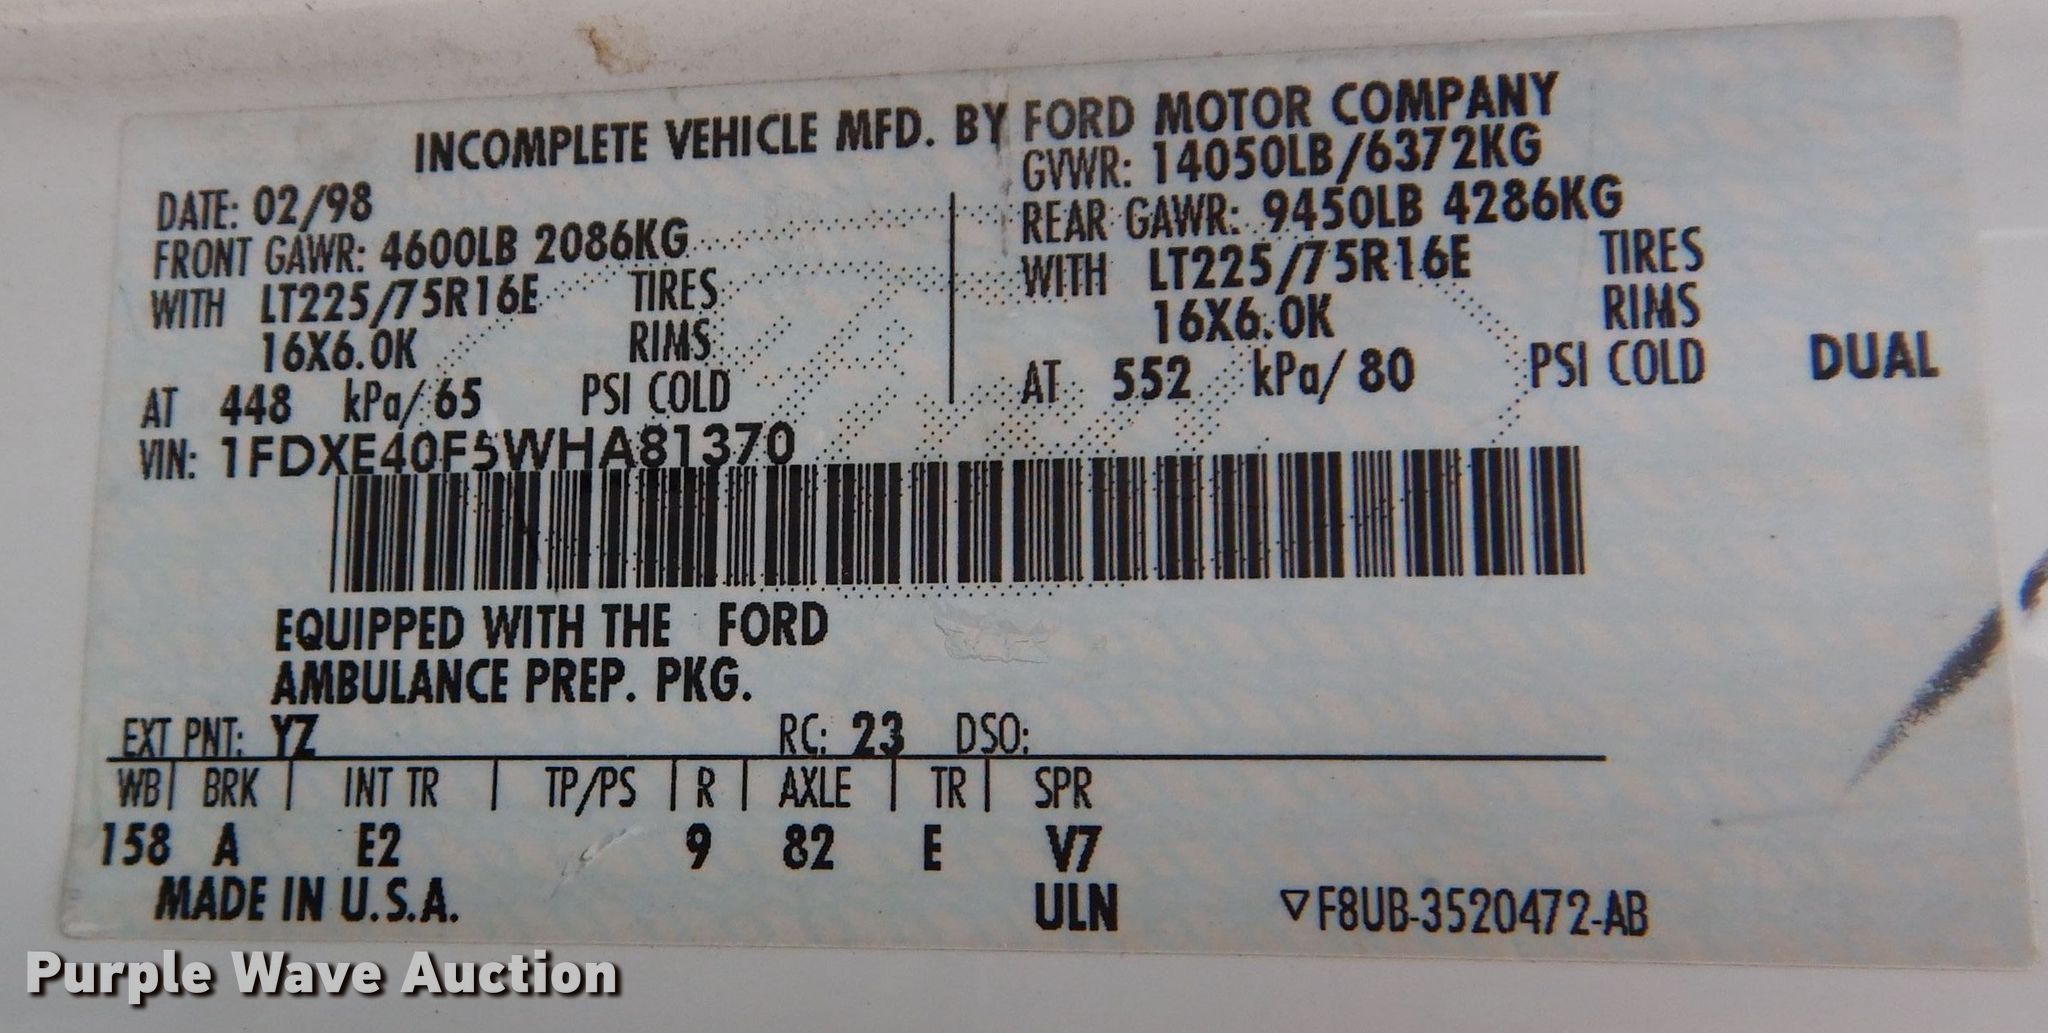 INCOMPLETE VEHICLE MFD. BY FORD MOTOR COMPANY
DATE: 02/98 GVWR: 14050LB/6372KG
FRONT GAWR: 4600LB 2086KG REAR GAWR: 9450LB 4286KG
WITH LT225/75R16E TIRES WITH LT225/75R16E TIRES
16X6.0K RIMS 16X6.0K RIMS
AT 448 kPa/ 65 PSI COLD AT 552 kPa/ 80 PSI COLD DUAL
VIN: 1FDXE40F5WHA81370
EQUIPPED WITH THE FORD
AMBULANCE PREP. PKG.
EXT PNT: YZ RC: 23 DSO:
WB | BRK | INT TR | TP/PS | R | AXLE | TR | SPR
158 A E2 9 82 E V7
MADE IN U.S.A. ULN ▽F8UB-3520472-AB
Purple Wave Auction